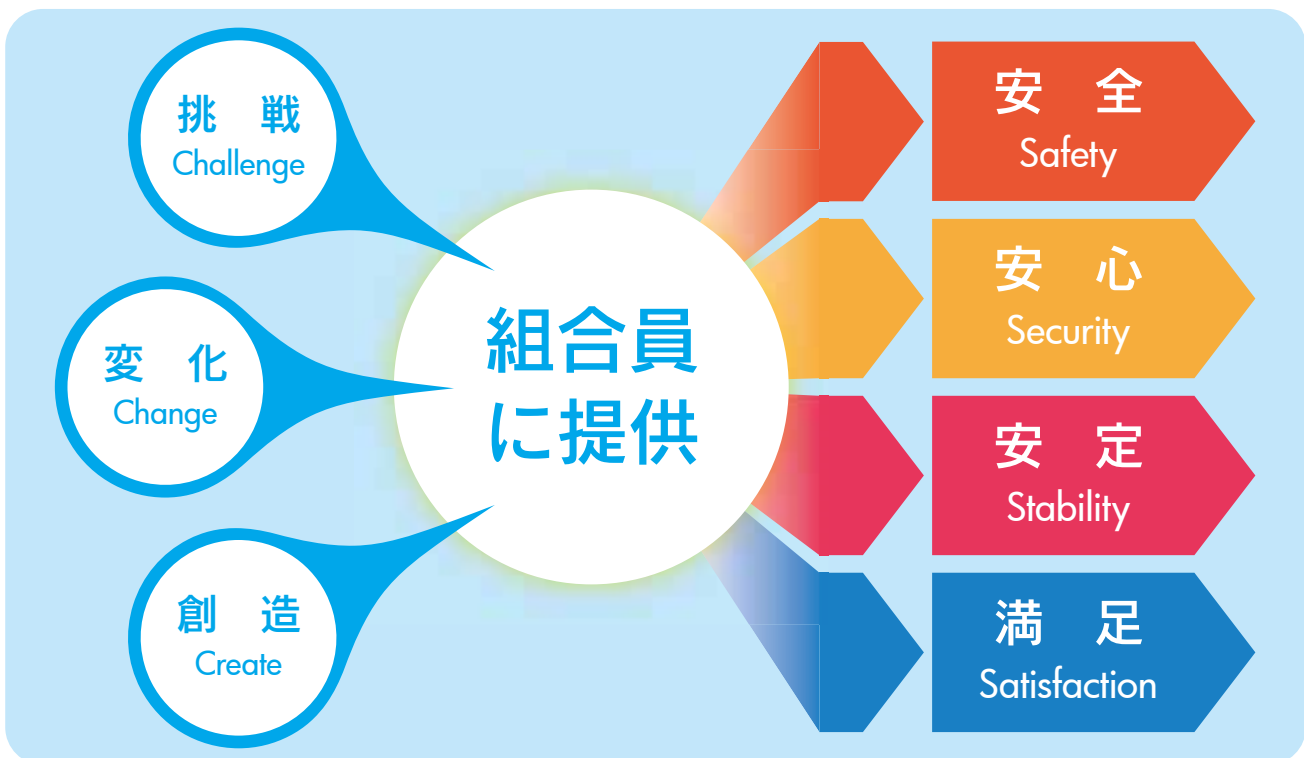 挑　戦
Challenge
変　化
Change
創　造
Create
組合員
に提供
安　全
Safety
安　心
Security
安　定
Stability
満　足
Satisfaction